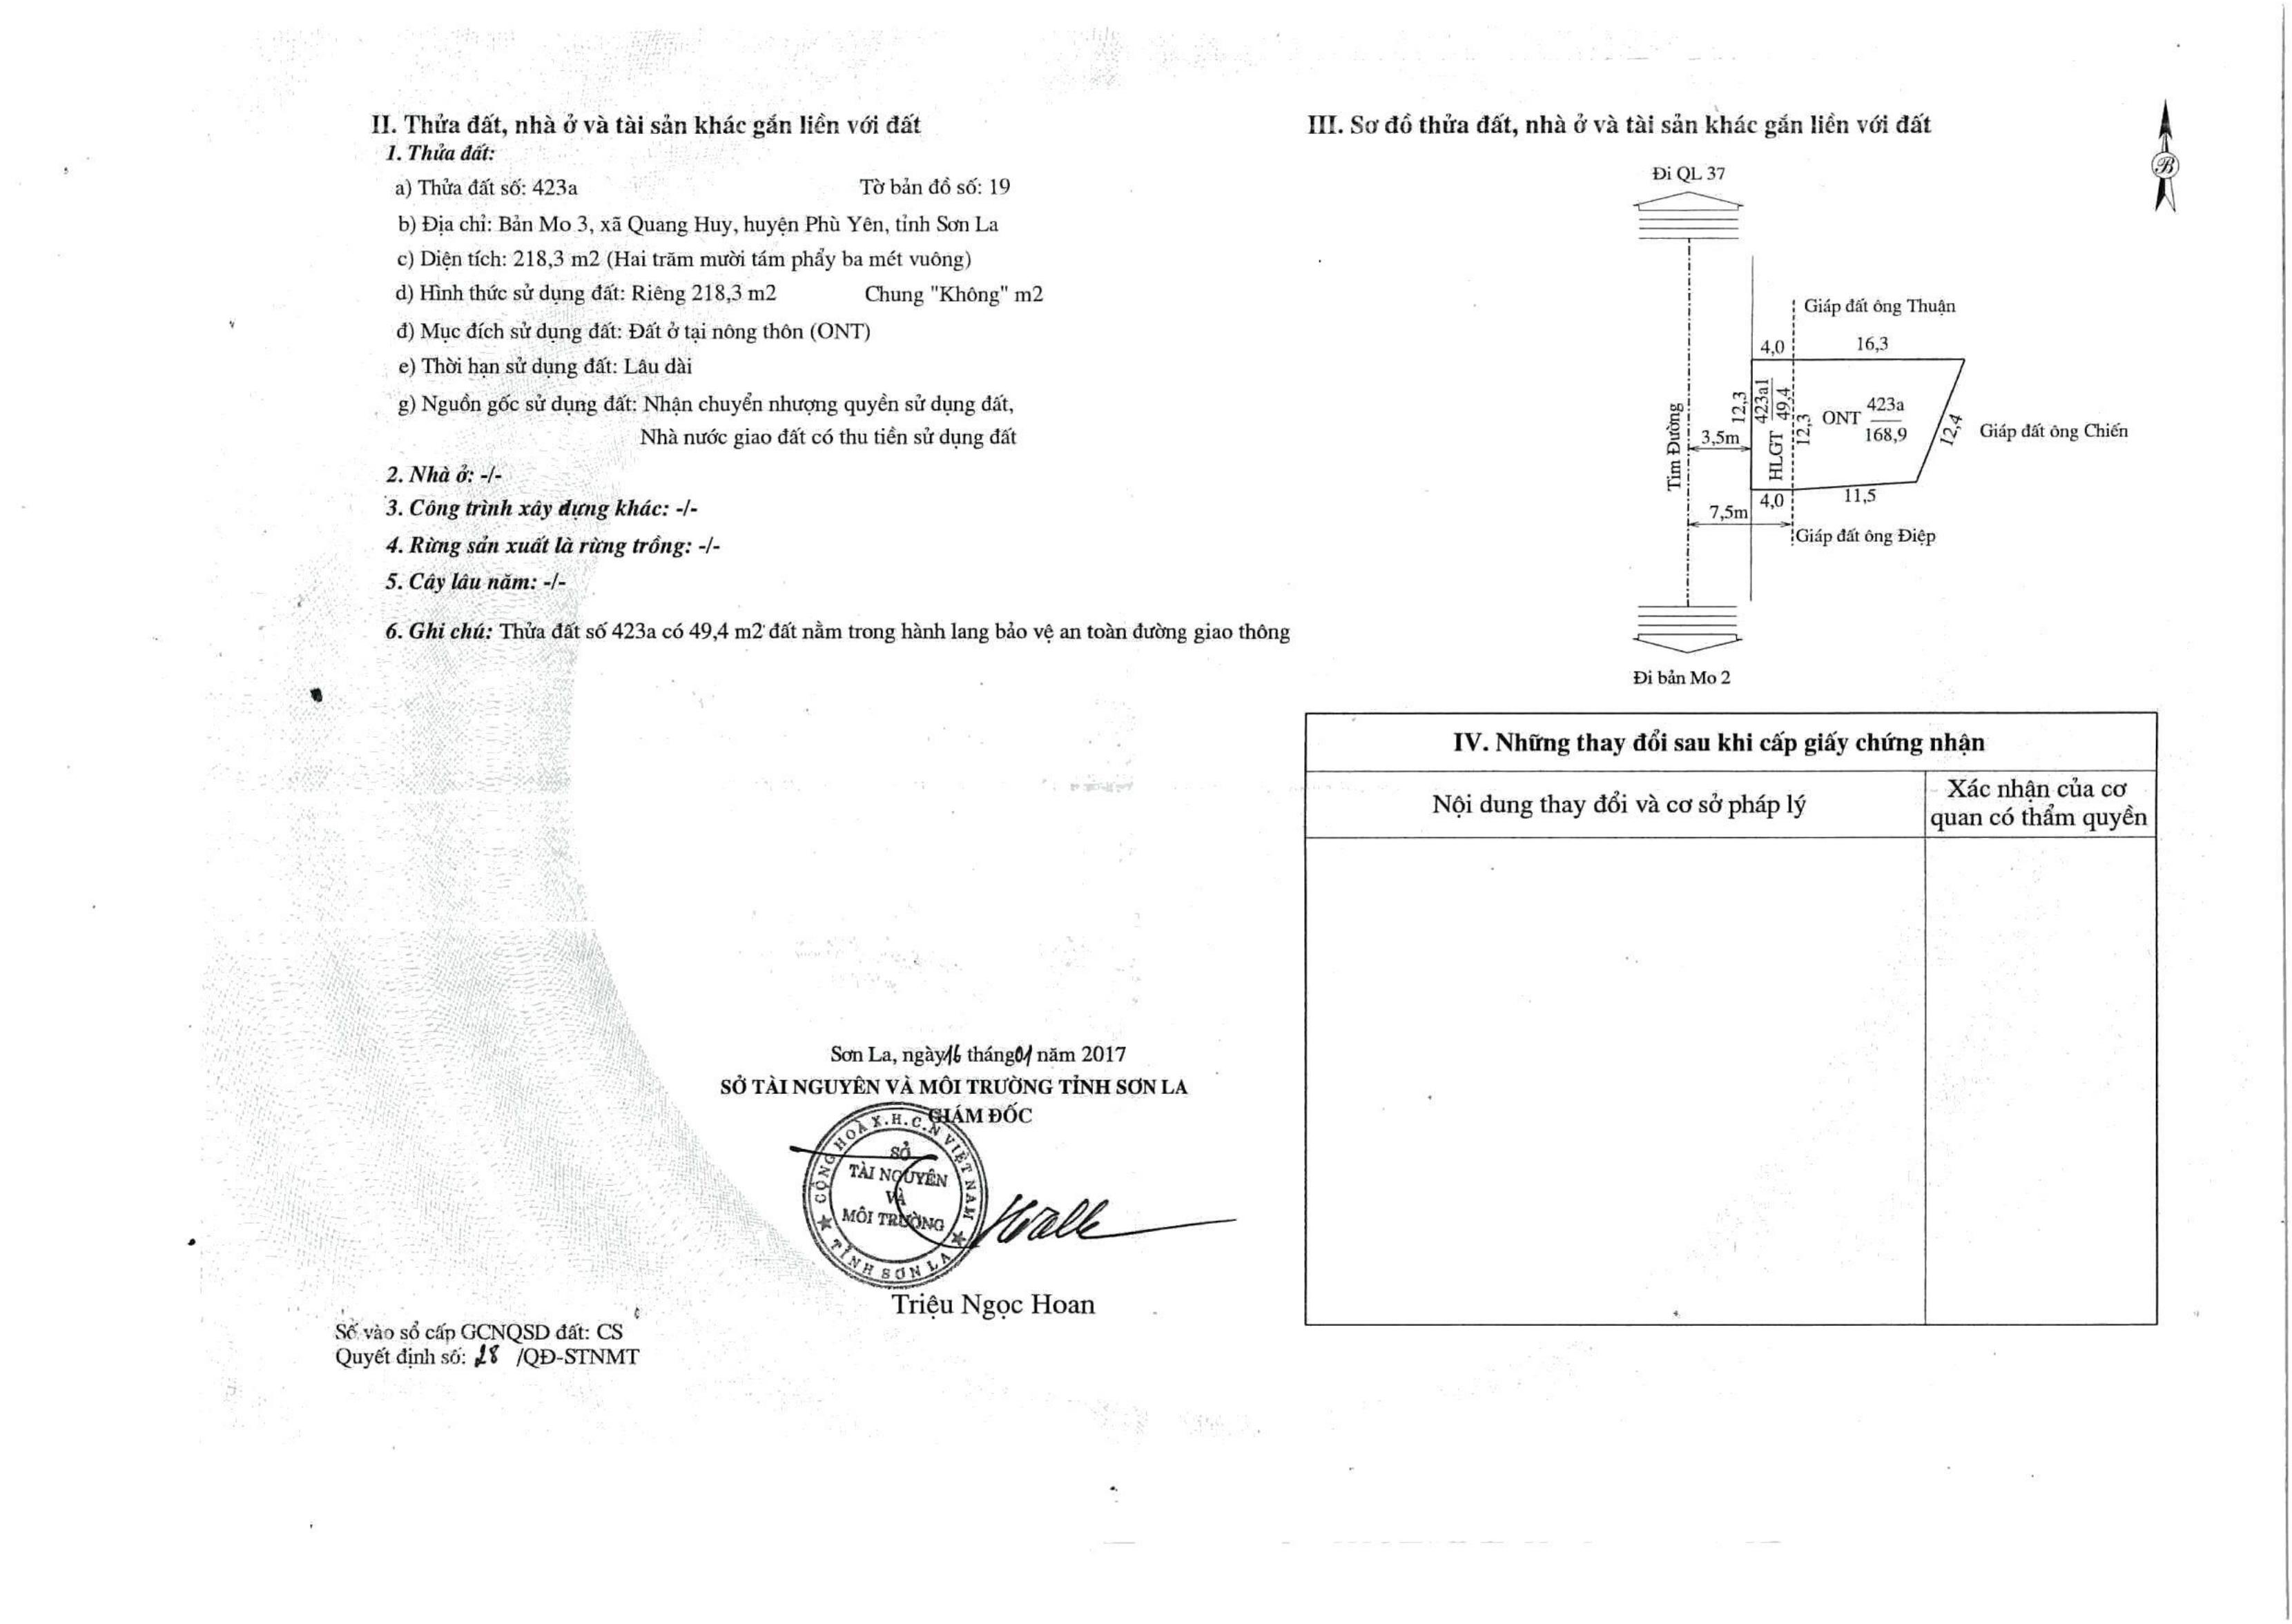 II. Thửa đất, nhà ở và tài sản khác gắn liền với đất
1. Thửa đất:
a) Thửa đất số: 423a Tờ bản đồ số: 19
b) Địa chỉ: Bản Mo 3, xã Quang Huy, huyện Phù Yên, tỉnh Sơn La
c) Diện tích: 218,3 m2 (Hai trăm mười tám phẩy ba mét vuông)
d) Hình thức sử dụng đất: Riêng 218,3 m2 Chung "Không" m2
đ) Mục đích sử dụng đất: Đất ở tại nông thôn (ONT)
e) Thời hạn sử dụng đất: Lâu dài
g) Nguồn gốc sử dụng đất: Nhận chuyển nhượng quyền sử dụng đất,
Nhà nước giao đất có thu tiền sử dụng đất
2. Nhà ở: -/-
3. Công trình xây dựng khác: -/-
4. Rừng sản xuất là rừng trồng: -/-
5. Cây lâu năm: -/-
6. Ghi chú: Thửa đất số 423a có 49,4 m2 đất nằm trong hành lang bảo vệ an toàn đường giao thông
Sơn La, ngày 16 tháng 01 năm 2017
SỞ TÀI NGUYÊN VÀ MÔI TRƯỜNG TỈNH SƠN LA
GIÁM ĐỐC
CỘNG HOÀ X.H.C.N VIỆT NAM
SỞ
TÀI NGUYÊN
VÀ
MÔI TRƯỜNG
TỈNH SƠN LA
Triệu Ngọc Hoan
Số vào sổ cấp GCNQSD đất: CS
Quyết định số: 28 /QĐ-STNMT
III. Sơ đồ thửa đất, nhà ở và tài sản khác gắn liền với đất
B
Đi QL 37
Giáp đất ông Thuận
4,0
16,3
12,3
423a1
49,4
HLGT
12,3
ONT
423a
168,9
12,4
Giáp đất ông Chiến
Tim Đường
3,5m
4,0
11,5
7,5m
Giáp đất ông Điệp
Đi bản Mo 2
IV. Những thay đổi sau khi cấp giấy chứng nhận
Nội dung thay đổi và cơ sở pháp lý
Xác nhận của cơ
quan có thẩm quyền